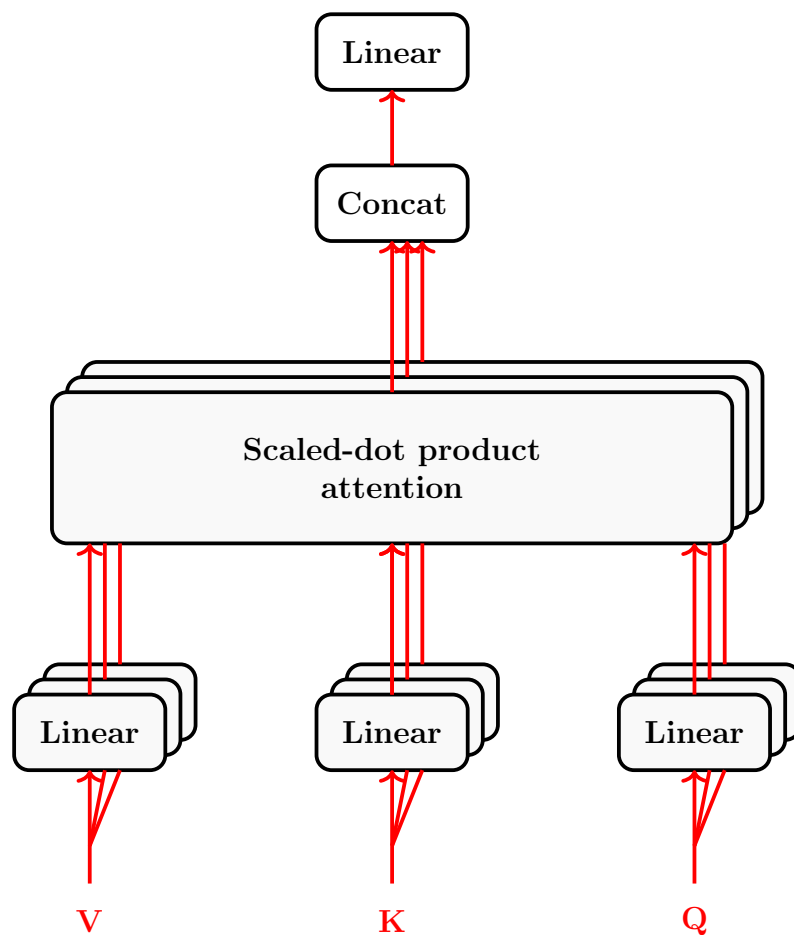 Linear
Concat
Scaled-dot product
attention
Linear
Linear
Linear
V
K
Q